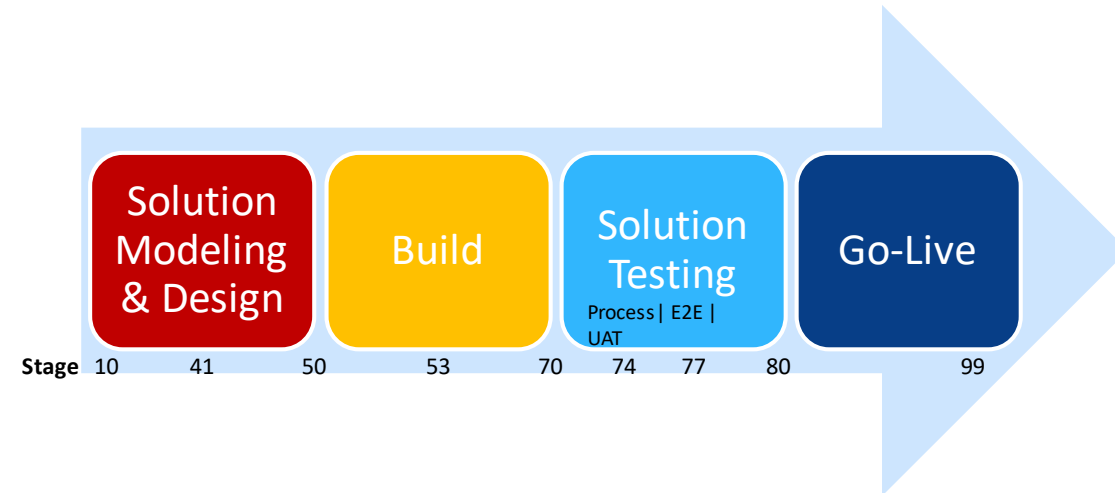 Solution
Modeling
& Design
Build
Solution
Testing
Process| E2E |
UAT
Go-Live
Stage 10 41 50 53 70 74 77 80 99